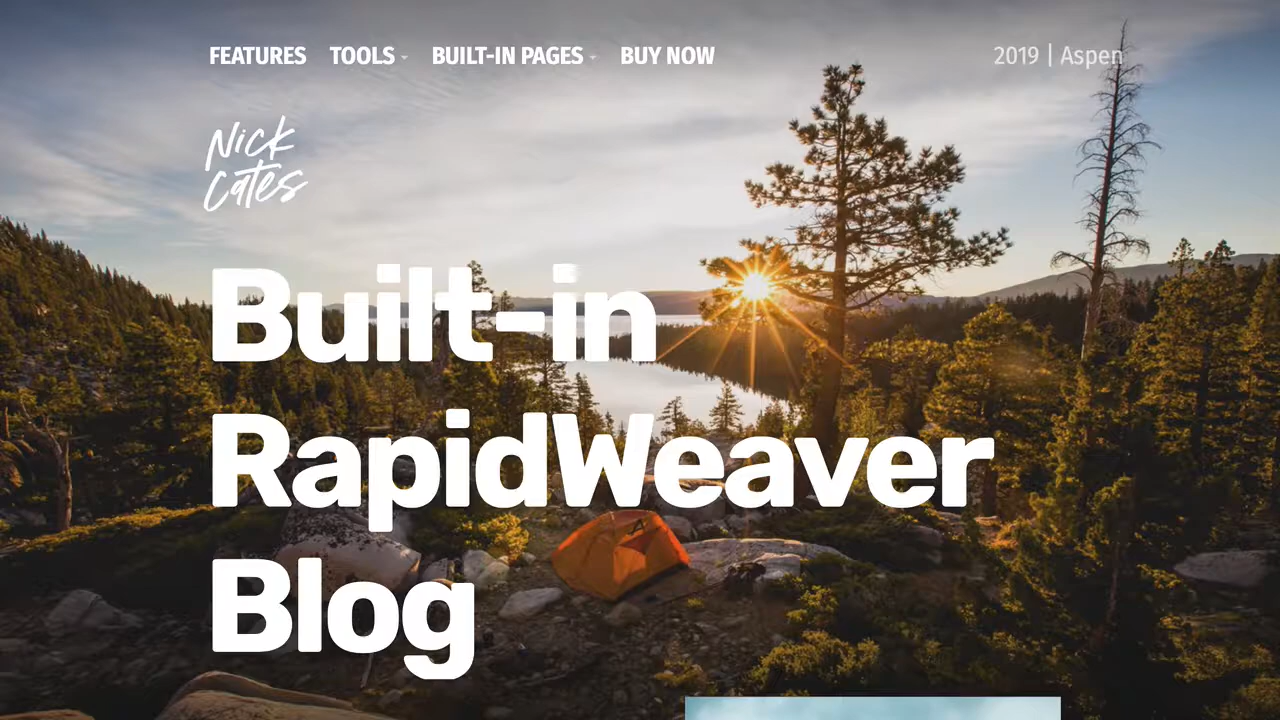 FEATURES TOOLS BUILT-IN PAGES BUY NOW 2019 | Aspen
Nick
Cates
Built-in
RapidWeaver
Blog